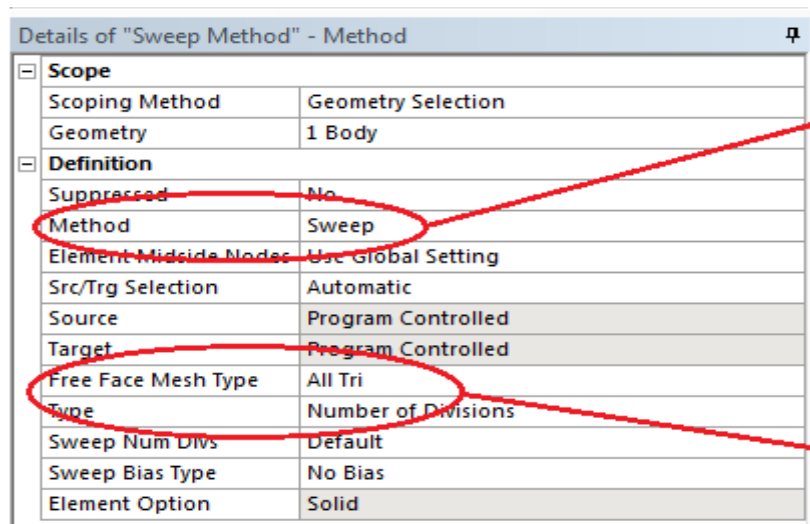 Details of "Sweep Method" - Method
Scope
Scoping Method Geometry Selection
Geometry 1 Body
Definition
Suppressed No
Method Sweep
Element Midside Nodes Use Global Setting
Src/Trg Selection Automatic
Source Program Controlled
Target Program Controlled
Free Face Mesh Type All Tri
Type Number of Divisions
Sweep Num Divs Default
Sweep Bias Type No Bias
Element Option Solid